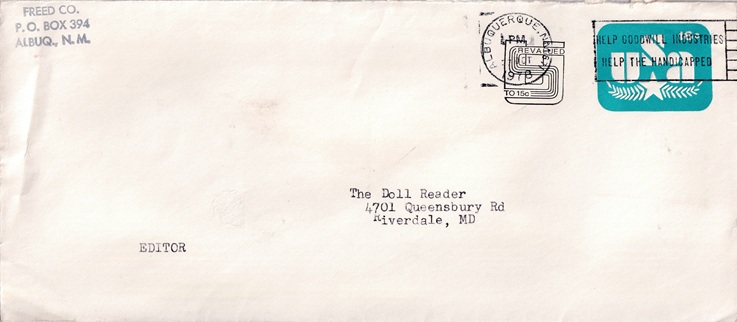 FREED CO.
P.O. BOX 394
ALBUQ., N.M.
ALBUQUERQUE, N.
PM
1978
REVALUED
TO 15c
HELP GOODWILL INDUSTRIES
HELP THE HANDICAPPED
usa
The Doll Reader
4701 Queensbury Rd
Riverdale, MD
EDITOR